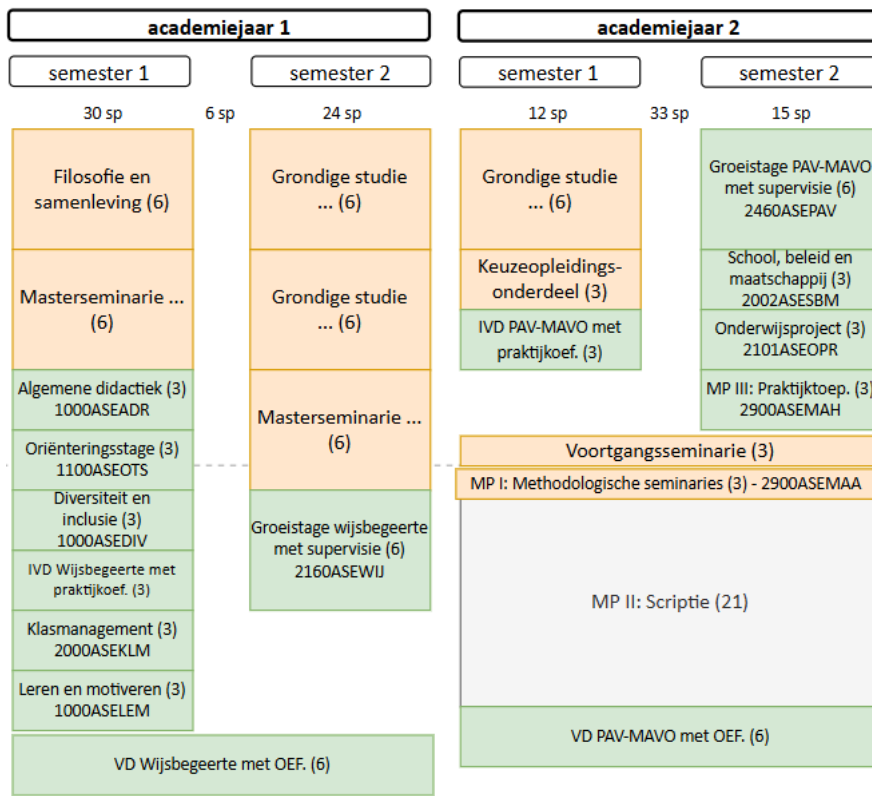 academiejaar 1
academiejaar 2
semester 1
semester 2
semester 1
semester 2
30 sp
6 sp
24 sp
12 sp
33 sp
15 sp
Filosofie en
samenleving (6)
Masterseminarie ...
(6)
Algemene didactiek (3)
1000ASEADR
Oriënteringsstage (3)
1100ASEOTS
Diversiteit en
inclusie (3)
1000ASEDIV
IVD Wijsbegeerte met
praktijkoef. (3)
Klasmanagement (3)
2000ASEKLM
Leren en motiveren (3)
1000ASELEM
Grondige studie
... (6)
Grondige studie
... (6)
Masterseminarie ...
(6)
Groeistage wijsbegeerte
met supervisie (6)
2160ASEWIJ
VD Wijsbegeerte met OEF. (6)
Grondige studie
... (6)
Keuzeopleidings-
onderdeel (3)
IVD PAV-MAVO met
praktijkoef. (3)
Groeistage PAV-MAVO
met supervisie (6)
2460ASEPAV
School, beleid en
maatschappij (3)
2002ASESBM
Onderwijsproject (3)
2101ASEOPR
MP III: Praktijktoep. (3)
2900ASEMAH
Voortgangsseminarie (3)
MP I: Methodologische seminaries (3) - 2900ASEMAA
MP II: Scriptie (21)
VD PAV-MAVO met OEF. (6)